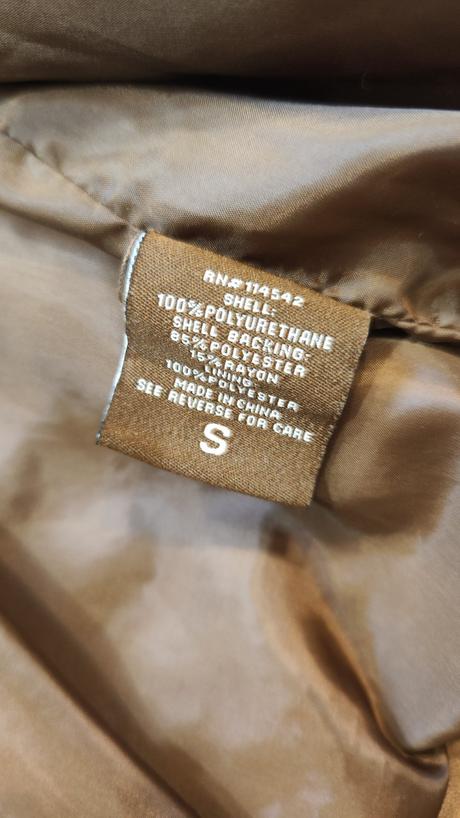 RN# 114542
SHELL:
100% POLYURETHANE
SHELL BACKING:
85% POLYESTER
15% RAYON
LINING:
100% POLYESTER
MADE IN CHINA
SEE REVERSE FOR CARE
S